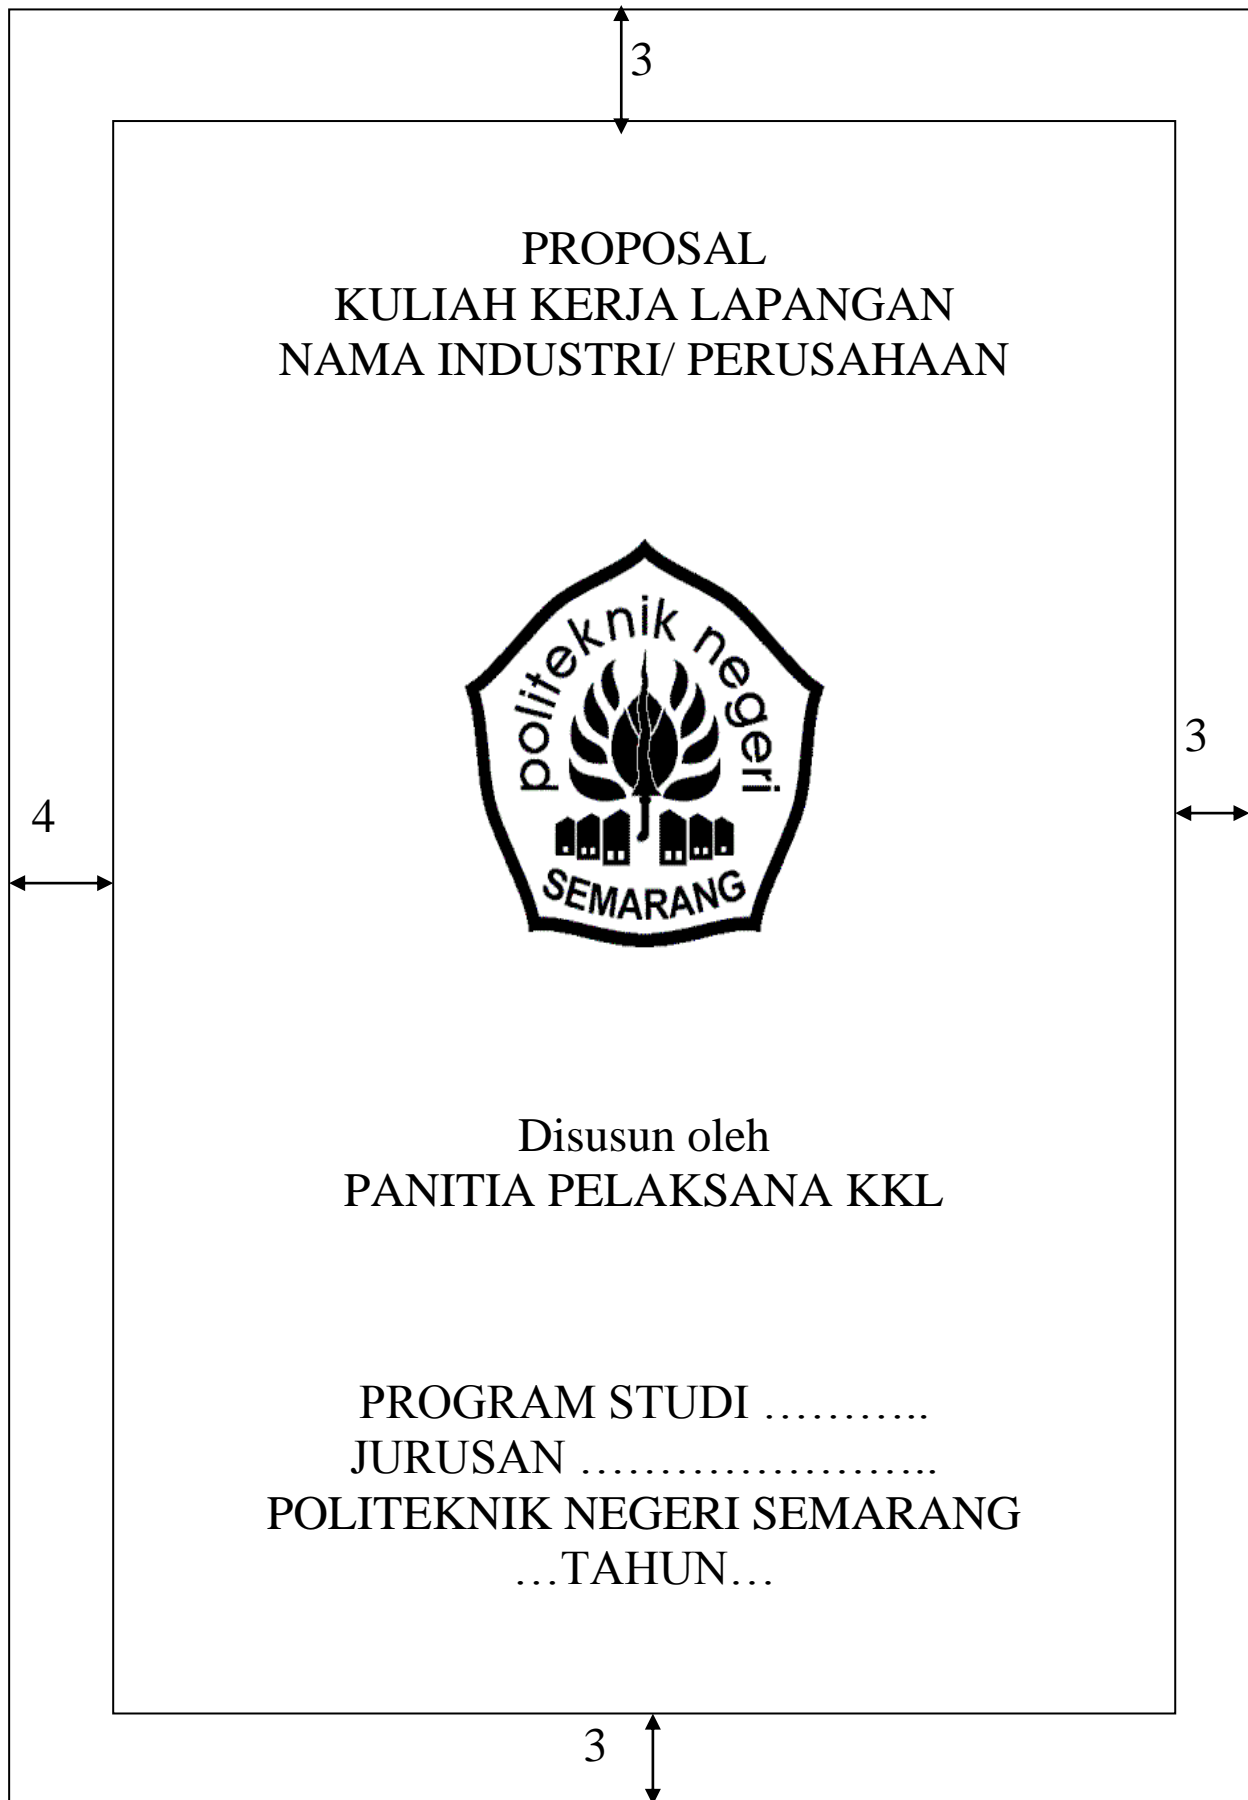 3
PROPOSAL
KULIAH KERJA LAPANGAN
NAMA INDUSTRI/ PERUSAHAAN
politeknik negeri
SEMARANG
3
4
Disusun oleh
PANITIA PELAKSANA KKL
PROGRAM STUDI ………..
JURUSAN …………………..
POLITEKNIK NEGERI SEMARANG
…TAHUN…
3